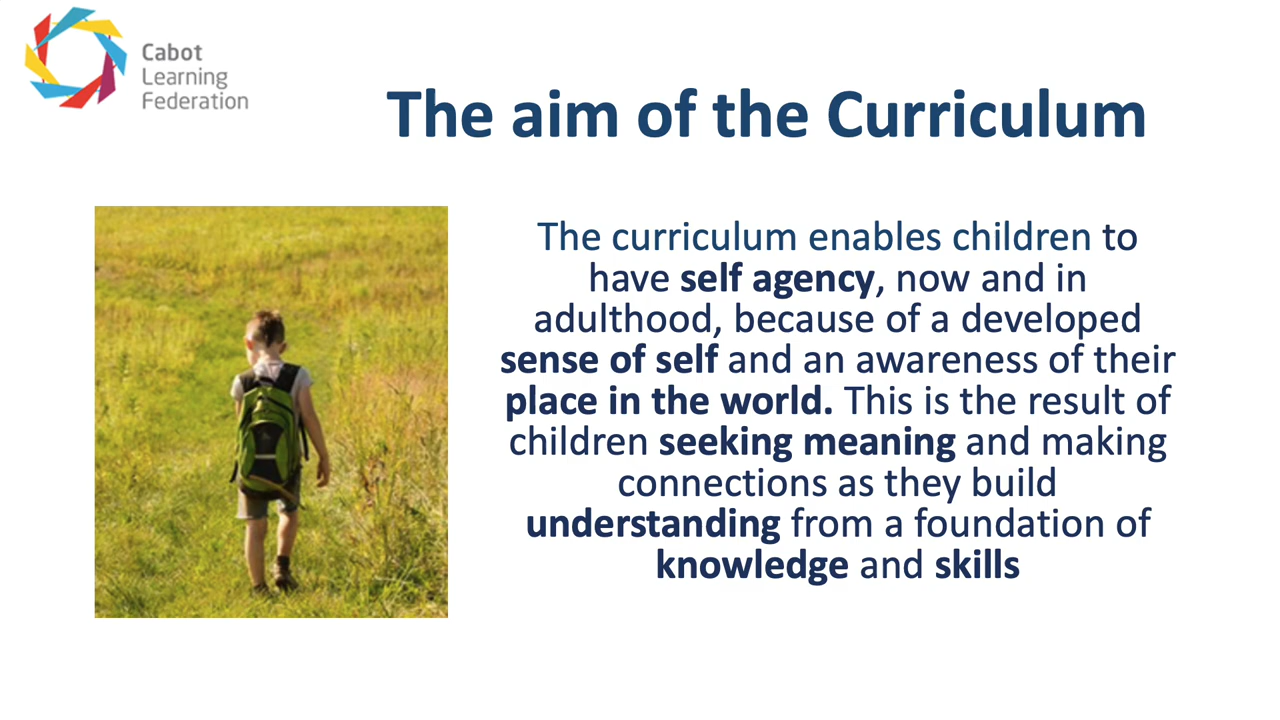 Cabot
Learning
Federation
The aim of the Curriculum
The curriculum enables children to
have self agency, now and in
adulthood, because of a developed
sense of self and an awareness of their
place in the world. This is the result of
children seeking meaning and making
connections as they build
understanding from a foundation of
knowledge and skills